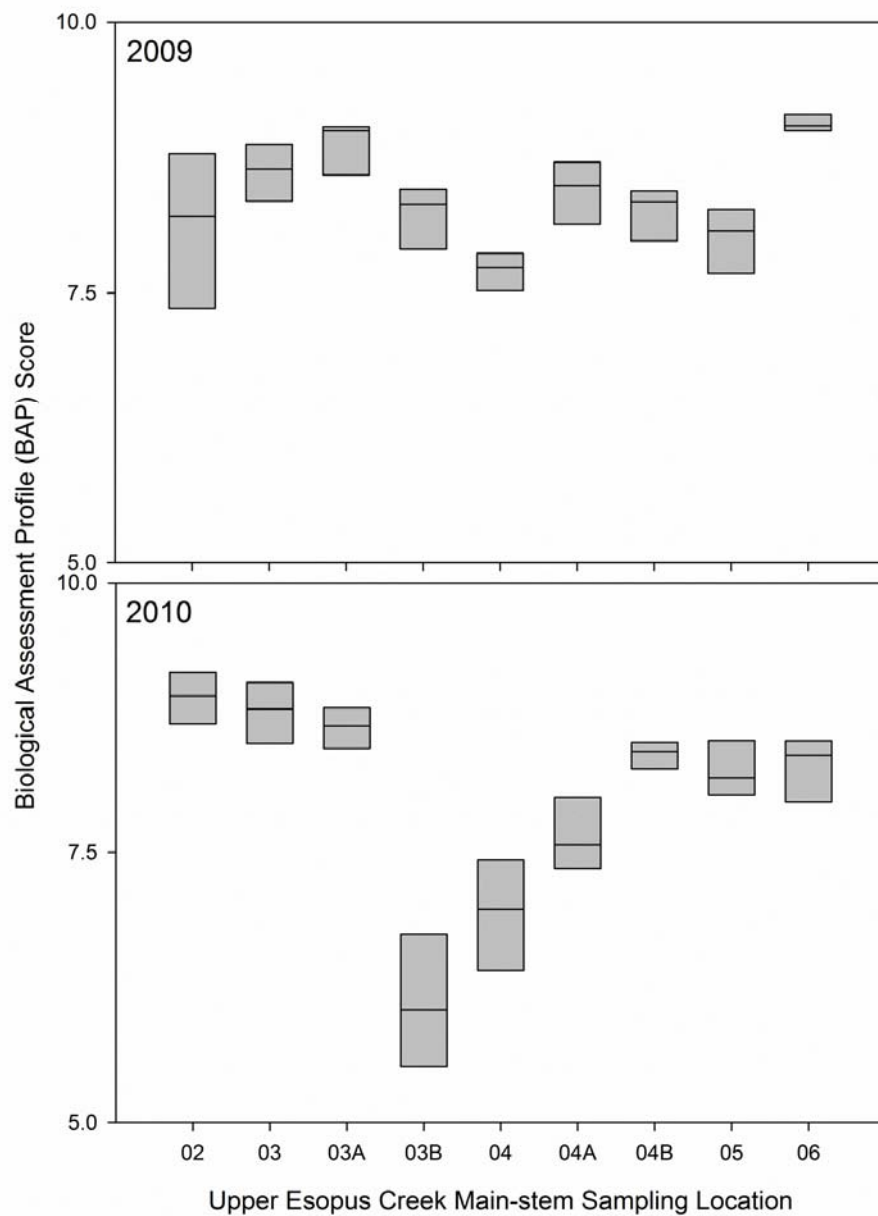 10.0
2009
7.5
5.0
10.0
2010
7.5
5.0
Biological Assessment Profile (BAP) Score
02 03 03A 03B 04 04A 04B 05 06
Upper Esopus Creek Main-stem Sampling Location